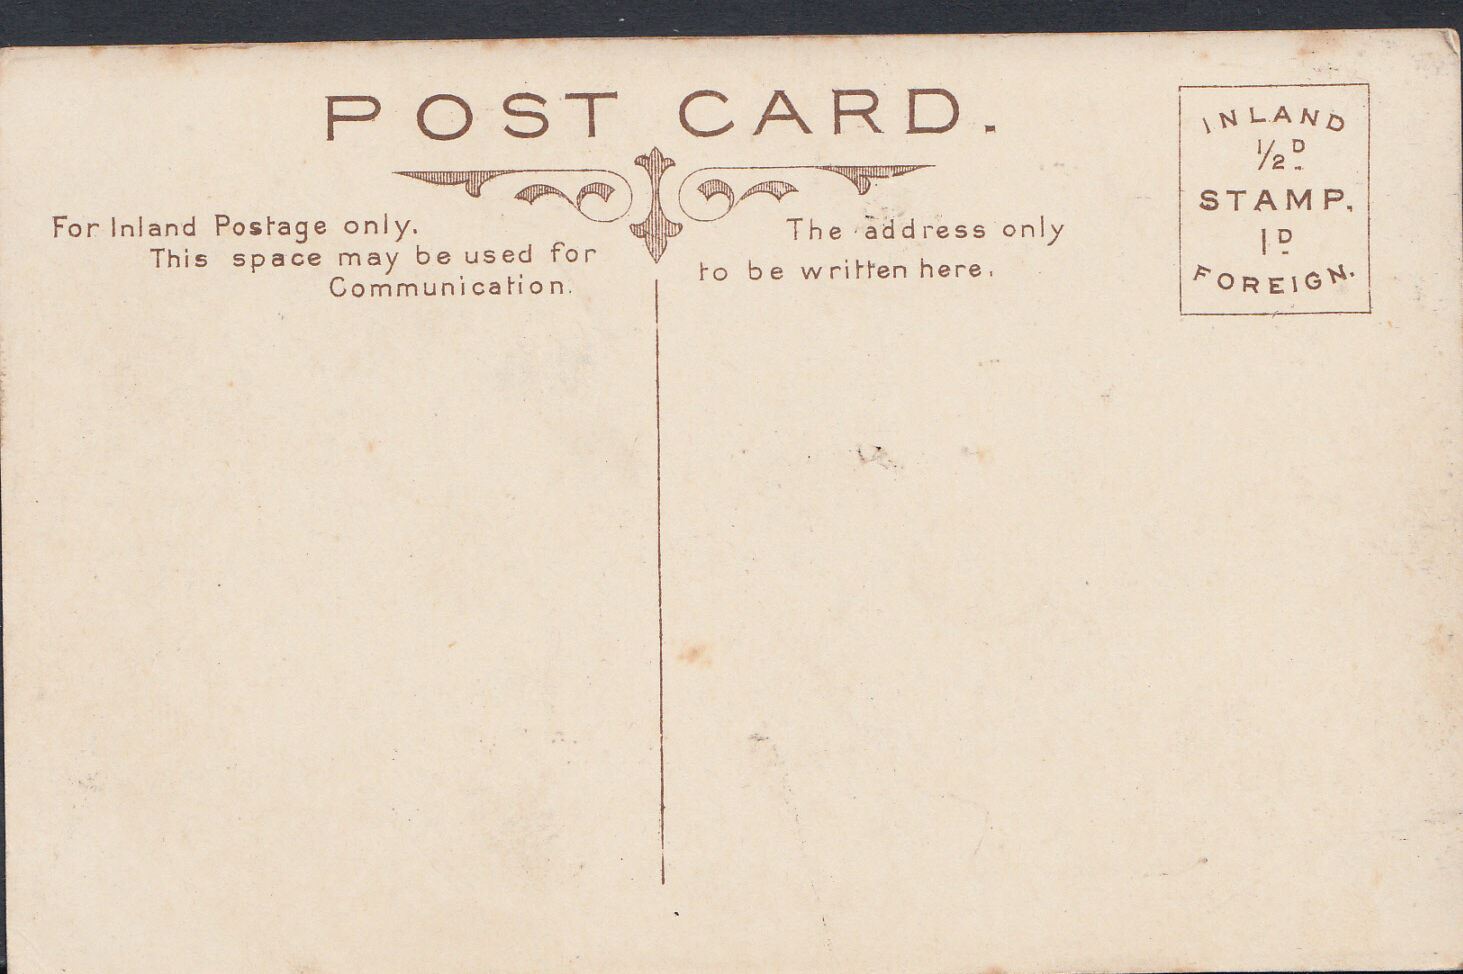 POST CARD.
For Inland Postage only.
This space may be used for
Communication.
The address only
to be written here.
INLAND
½D
STAMP.
1D
FOREIGN.